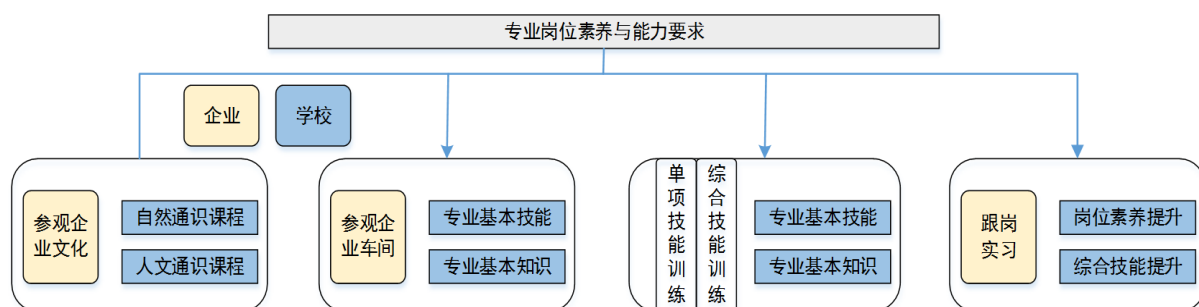 专业岗位素养与能力要求
企业
学校
参观企
业文化
自然通识课程
人文通识课程
参观企
业车间
专业基本技能
专业基本知识
单项技能训练
综合技能训练
专业基本技能
专业基本知识
跟岗
实习
岗位素养提升
综合技能提升